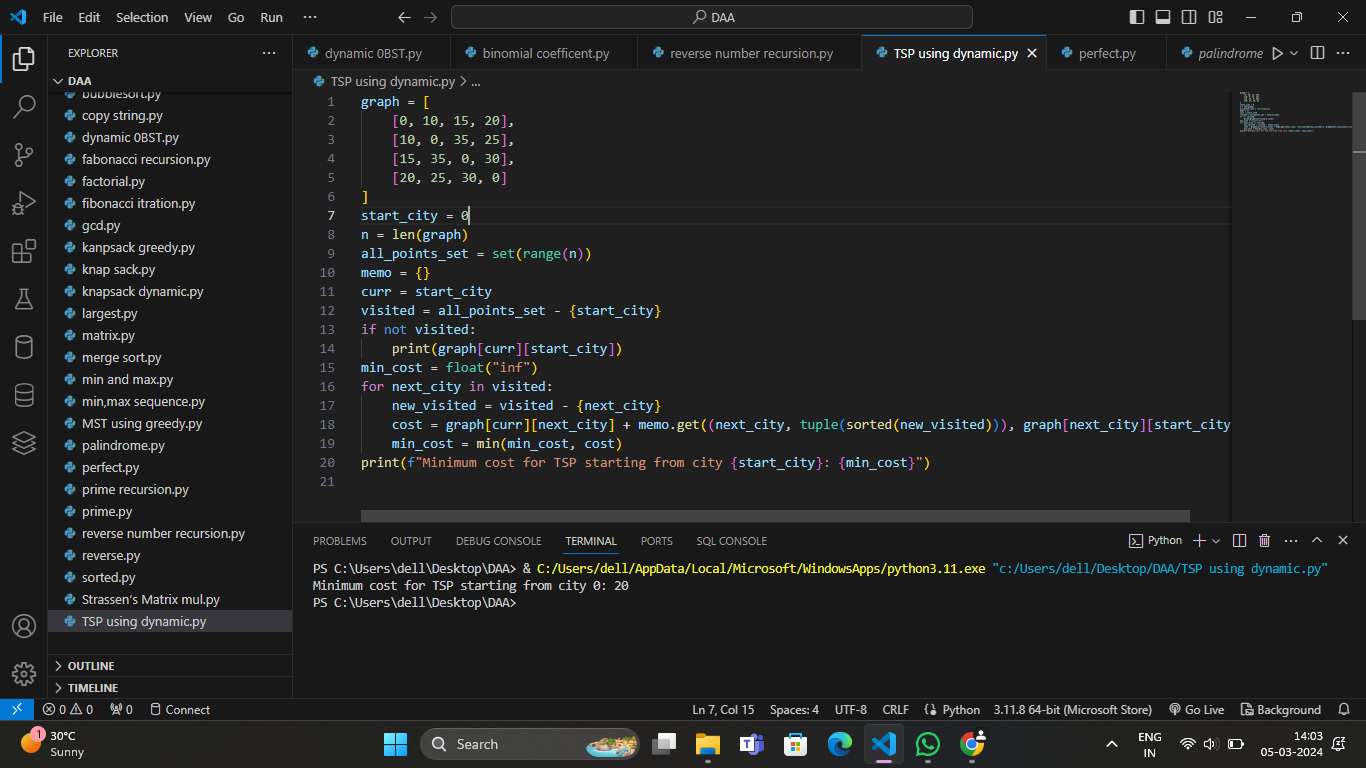 File Edit Selection View Go Run ···
DAA
EXPLORER ···
dynamic 0BST.py
binomial coefficent.py
reverse number recursion.py
TSP using dynamic.py
perfect.py
palindrome
DAA
bubblesort.py
copy string.py
dynamic 0BST.py
fabonacci recursion.py
factorial.py
fibonacci itration.py
gcd.py
kanpsack greedy.py
knap sack.py
knapsack dynamic.py
largest.py
matrix.py
merge sort.py
min and max.py
min,max sequence.py
MST using greedy.py
palindrome.py
perfect.py
prime recursion.py
prime.py
reverse number recursion.py
reverse.py
sorted.py
Strassen's Matrix mul.py
TSP using dynamic.py
OUTLINE
TIMELINE
TSP using dynamic.py > ...
1 graph = [
2     [0, 10, 15, 20],
3     [10, 0, 35, 25],
4     [15, 35, 0, 30],
5     [20, 25, 30, 0]
6 ]
7 start_city = 0
8 n = len(graph)
9 all_points_set = set(range(n))
10 memo = {}
11 curr = start_city
12 visited = all_points_set - {start_city}
13 if not visited:
14     print(graph[curr][start_city])
15 min_cost = float("inf")
16 for next_city in visited:
17     new_visited = visited - {next_city}
18     cost = graph[curr][next_city] + memo.get((next_city, tuple(sorted(new_visited))), graph[next_city][start_city
19     min_cost = min(min_cost, cost)
20 print(f"Minimum cost for TSP starting from city {start_city}: {min_cost}")
21
PROBLEMS OUTPUT DEBUG CONSOLE TERMINAL PORTS SQL CONSOLE
Python
PS C:\Users\dell\Desktop\DAA> & C:/Users/dell/AppData/Local/Microsoft/WindowsApps/python3.11.exe "c:/Users/dell/Desktop/DAA/TSP using dynamic.py"
Minimum cost for TSP starting from city 0: 20
PS C:\Users\dell\Desktop\DAA>
0 0 0 Connect
Ln 7, Col 15 Spaces: 4 UTF-8 CRLF Python 3.11.8 64-bit (Microsoft Store) Go Live Background
1
30°C
Sunny
Search
ENG
IN
14:03
05-03-2024